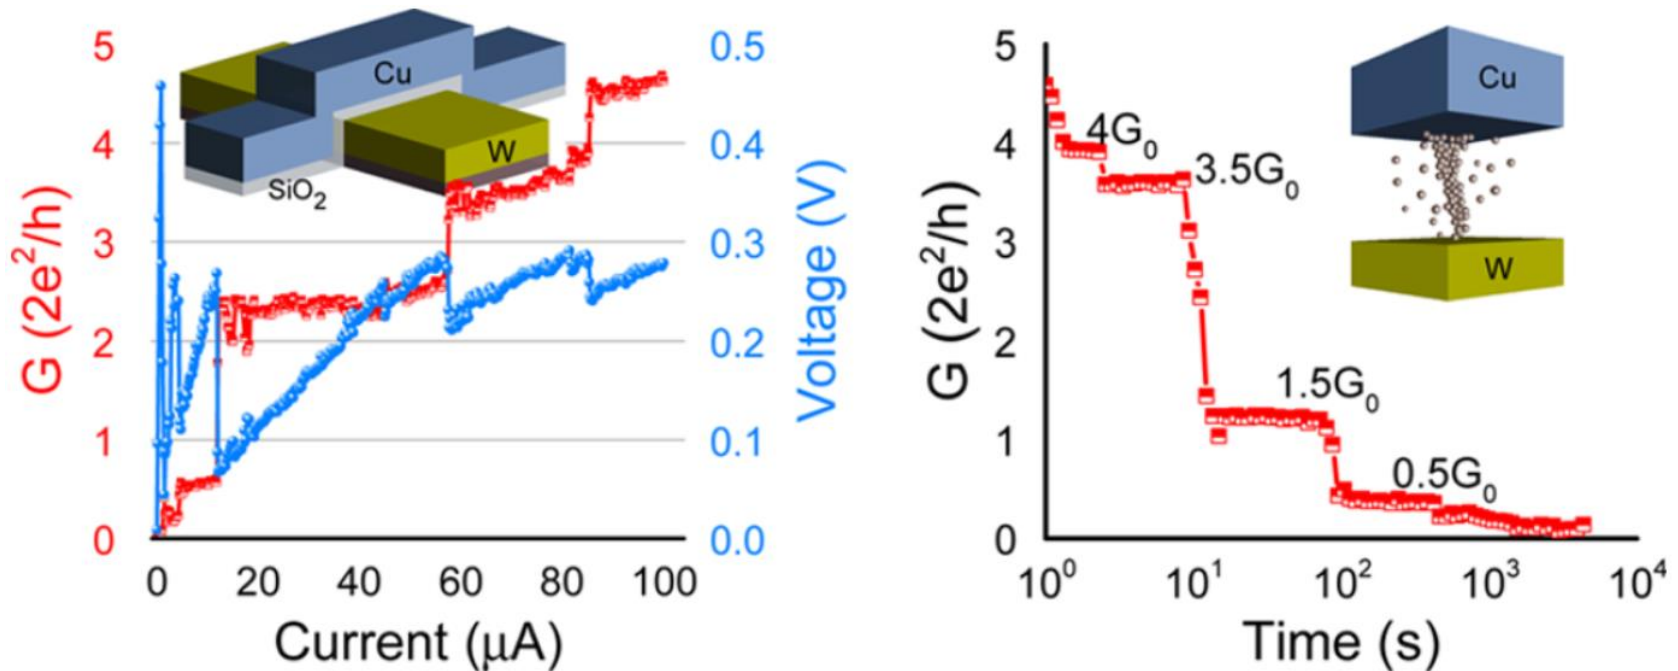 5
4
3
2
1
0
G (2e²/h)
0.5
0.4
0.3
0.2
0.1
0.0
Voltage (V)
0 20 40 60 80 100
Current (μA)
Cu
W
SiO₂
5
4
3
2
1
0
G (2e²/h)
4G₀
3.5G₀
1.5G₀
0.5G₀
Cu
W
10⁰ 10¹ 10² 10³ 10⁴
Time (s)